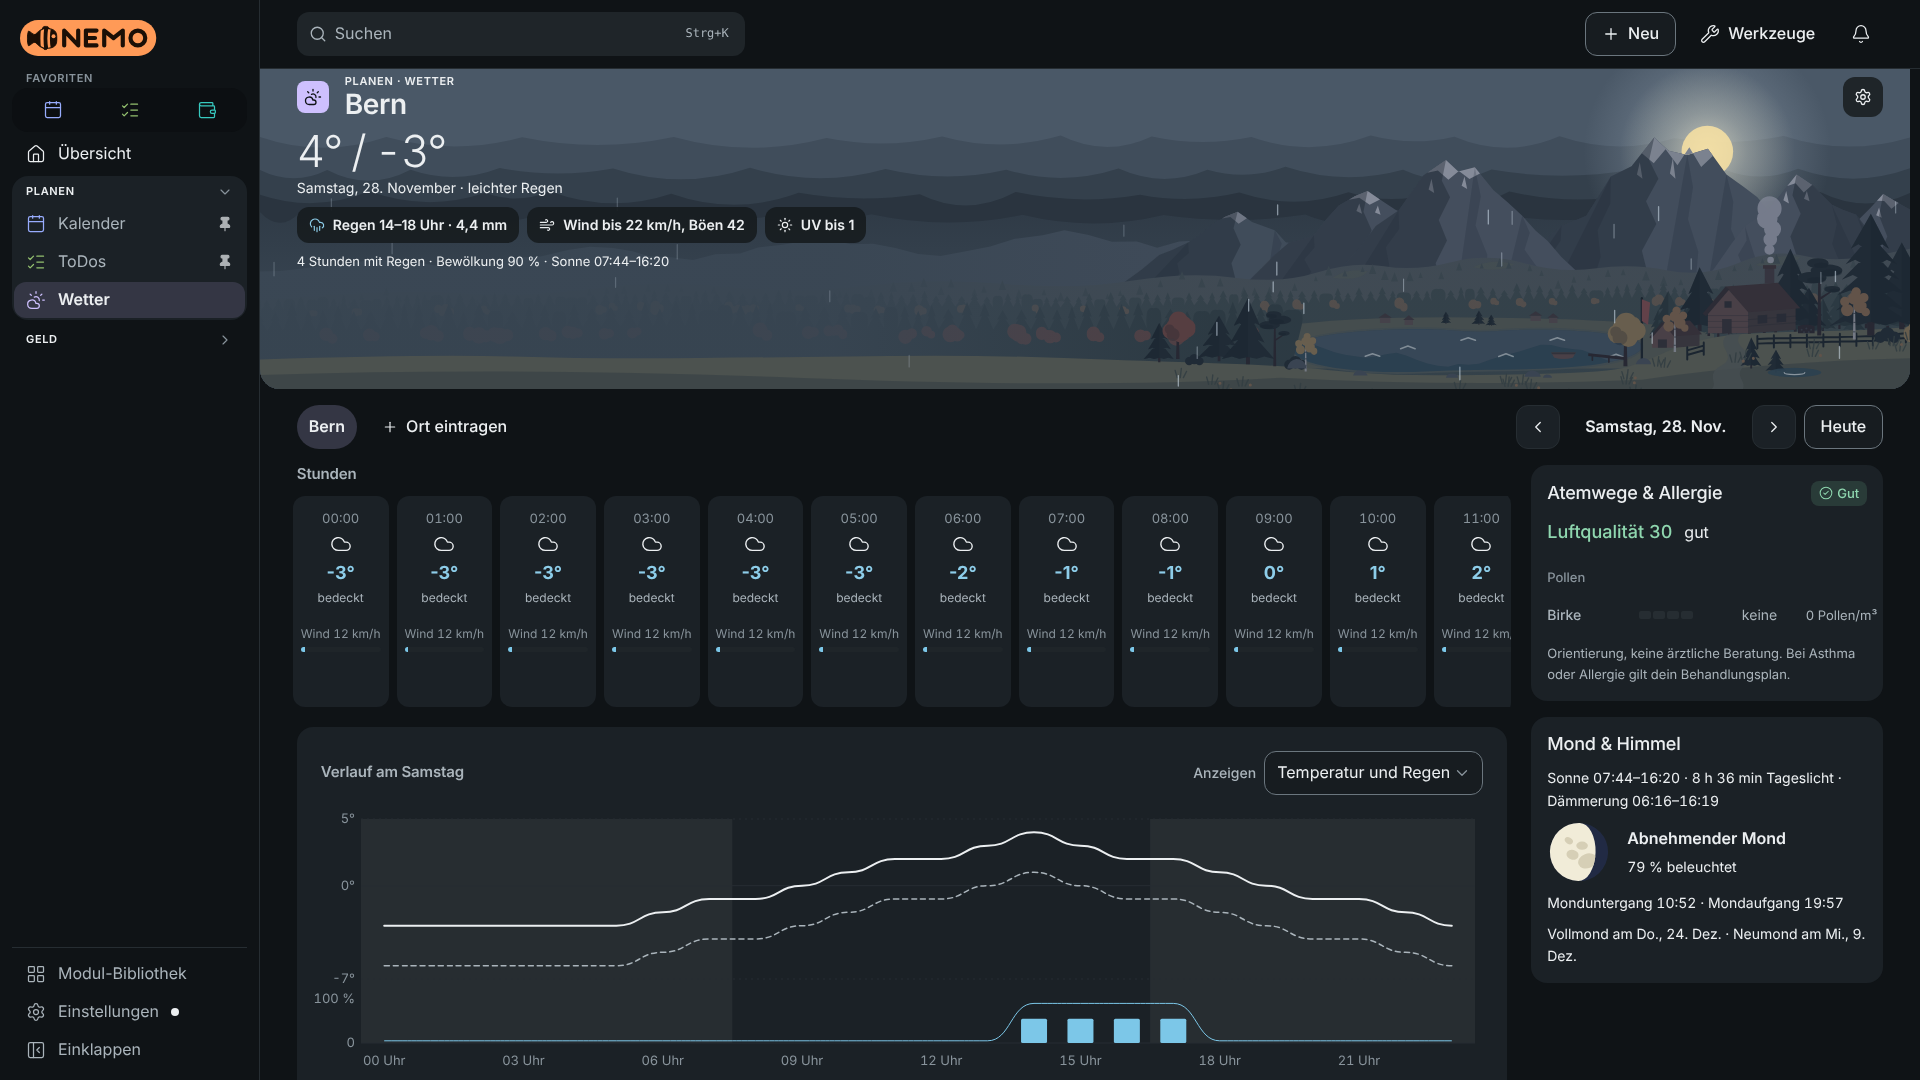 NEMO
FAVORITEN
Übersicht
PLANEN
Kalender
ToDos
Wetter
GELD
Modul-Bibliothek
Einstellungen
Einklappen
Suchen
Strg+K
Neu
Werkzeuge
PLANEN · WETTER
Bern
4° / -3°
Samstag, 28. November · leichter Regen
Regen 14–18 Uhr · 4,4 mm
Wind bis 22 km/h, Böen 42
UV bis 1
4 Stunden mit Regen · Bewölkung 90 % · Sonne 07:44–16:20
Bern
Ort eintragen
Samstag, 28. Nov.
Heute
Stunden
00:00 01:00 02:00 03:00 04:00 05:00 06:00 07:00 08:00 09:00 10:00 11:00
-3° -3° -3° -3° -3° -3° -2° -1° -1° 0° 1° 2°
bedeckt bedeckt bedeckt bedeckt bedeckt bedeckt bedeckt bedeckt bedeckt bedeckt bedeckt bedeckt
Wind 12 km/h Wind 12 km/h Wind 12 km/h Wind 12 km/h Wind 12 km/h Wind 12 km/h Wind 12 km/h Wind 12 km/h Wind 12 km/h Wind 12 km/h Wind 12 km/h Wind 12 km/
Verlauf am Samstag
Anzeigen
Temperatur und Regen
5°
0°
-7°
100 %
0
00 Uhr 03 Uhr 06 Uhr 09 Uhr 12 Uhr 15 Uhr 18 Uhr 21 Uhr
Atemwege & Allergie
Gut
Luftqualität 30 gut
Pollen
Birke keine 0 Pollen/m³
Orientierung, keine ärztliche Beratung. Bei Asthma
oder Allergie gilt dein Behandlungsplan.
Mond & Himmel
Sonne 07:44–16:20 · 8 h 36 min Tageslicht ·
Dämmerung 06:16–16:19
Abnehmender Mond
79 % beleuchtet
Monduntergang 10:52 · Mondaufgang 19:57
Vollmond am Do., 24. Dez. · Neumond am Mi., 9.
Dez.